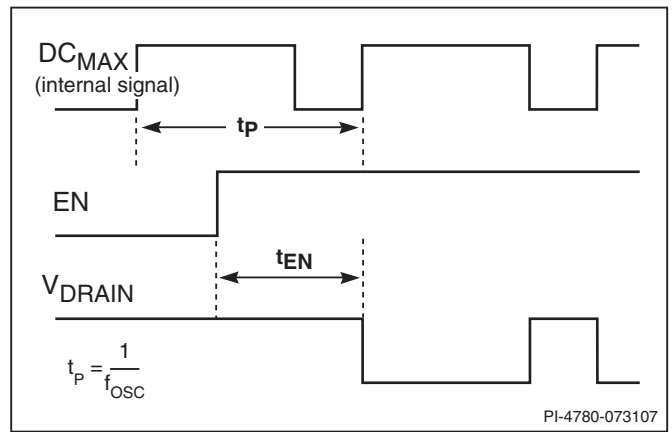 DCMAX
(internal signal)
tP
EN
tEN
VDRAIN
tP = 1
fOSC
PI-4780-073107